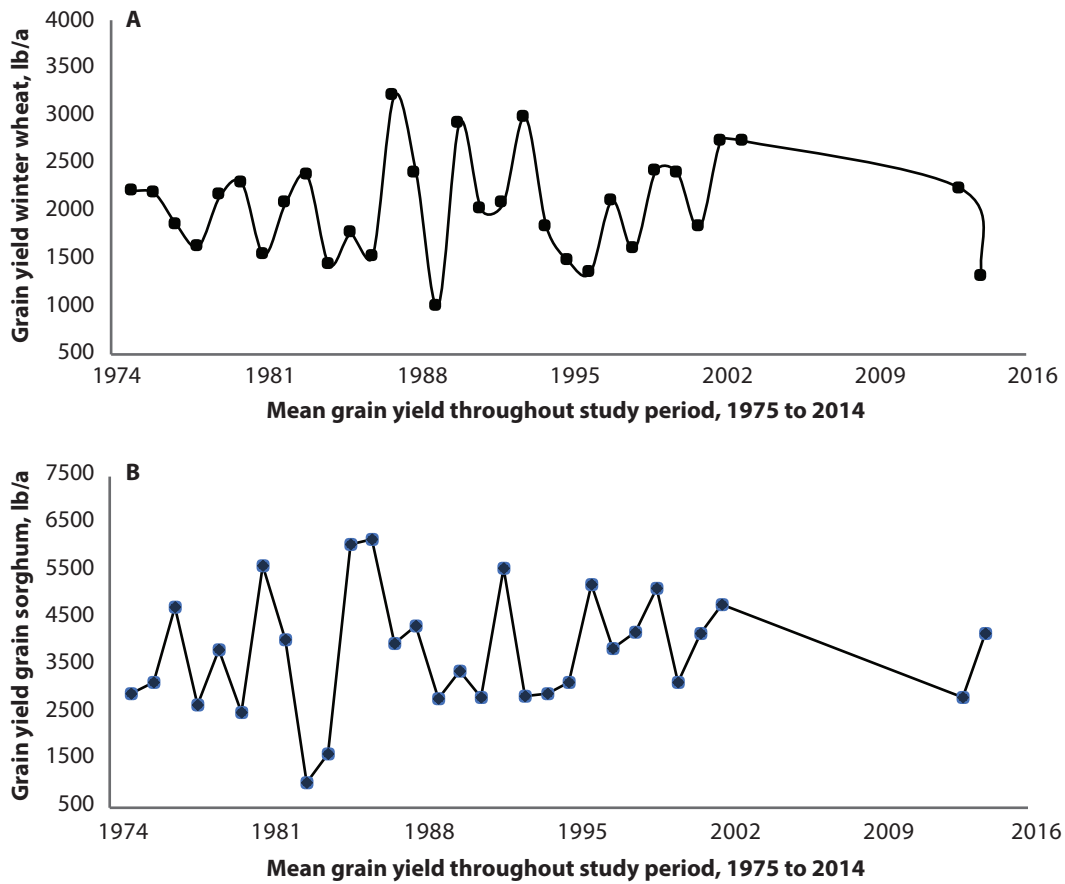 A
4000
3500
3000
2500
2000
1500
1000
500
Grain yield winter wheat, lb/a
1974 1981 1988 1995 2002 2009 2016
Mean grain yield throughout study period, 1975 to 2014
B
7500
6500
5500
4500
3500
2500
1500
500
Grain yield grain sorghum, lb/a
1974 1981 1988 1995 2002 2009 2016
Mean grain yield throughout study period, 1975 to 2014